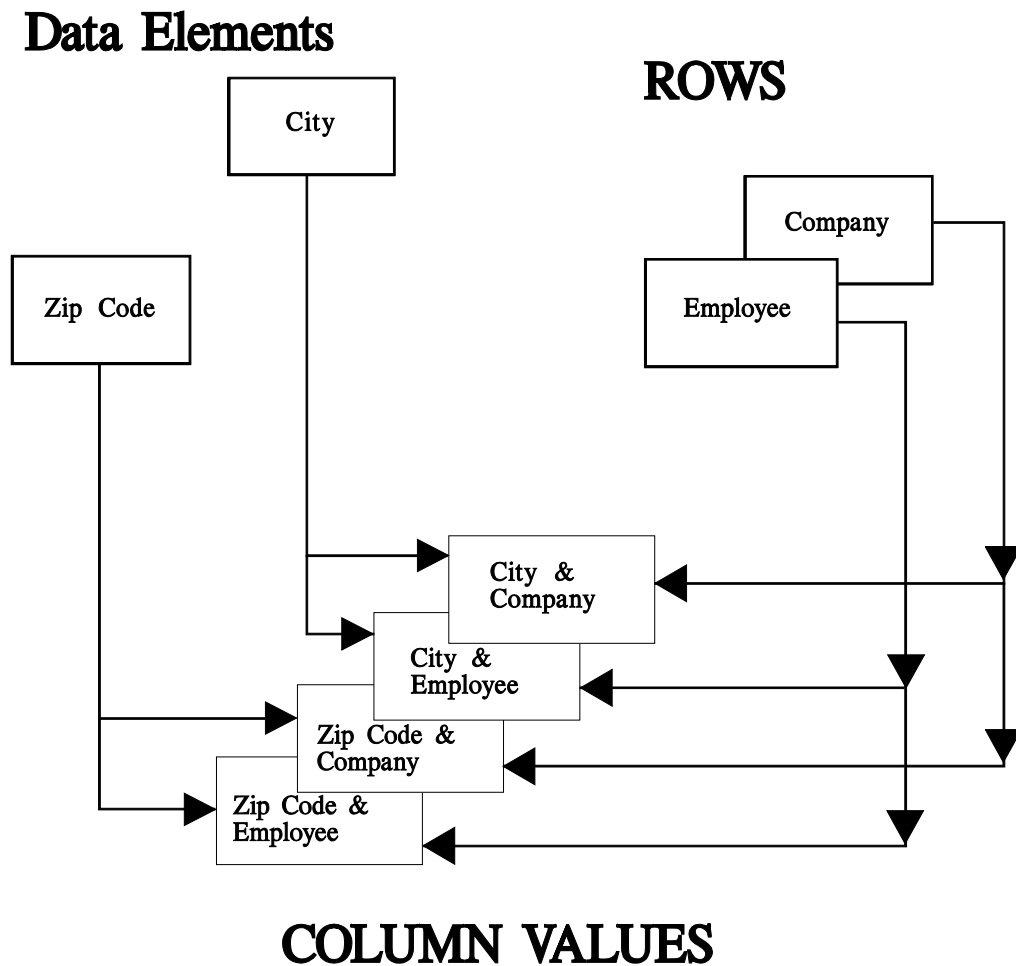 Data Elements
ROWS
City
Company
Zip Code
Employee
City &
Company
City &
Employee
Zip Code &
Company
Zip Code &
Employee
COLUMN VALUES